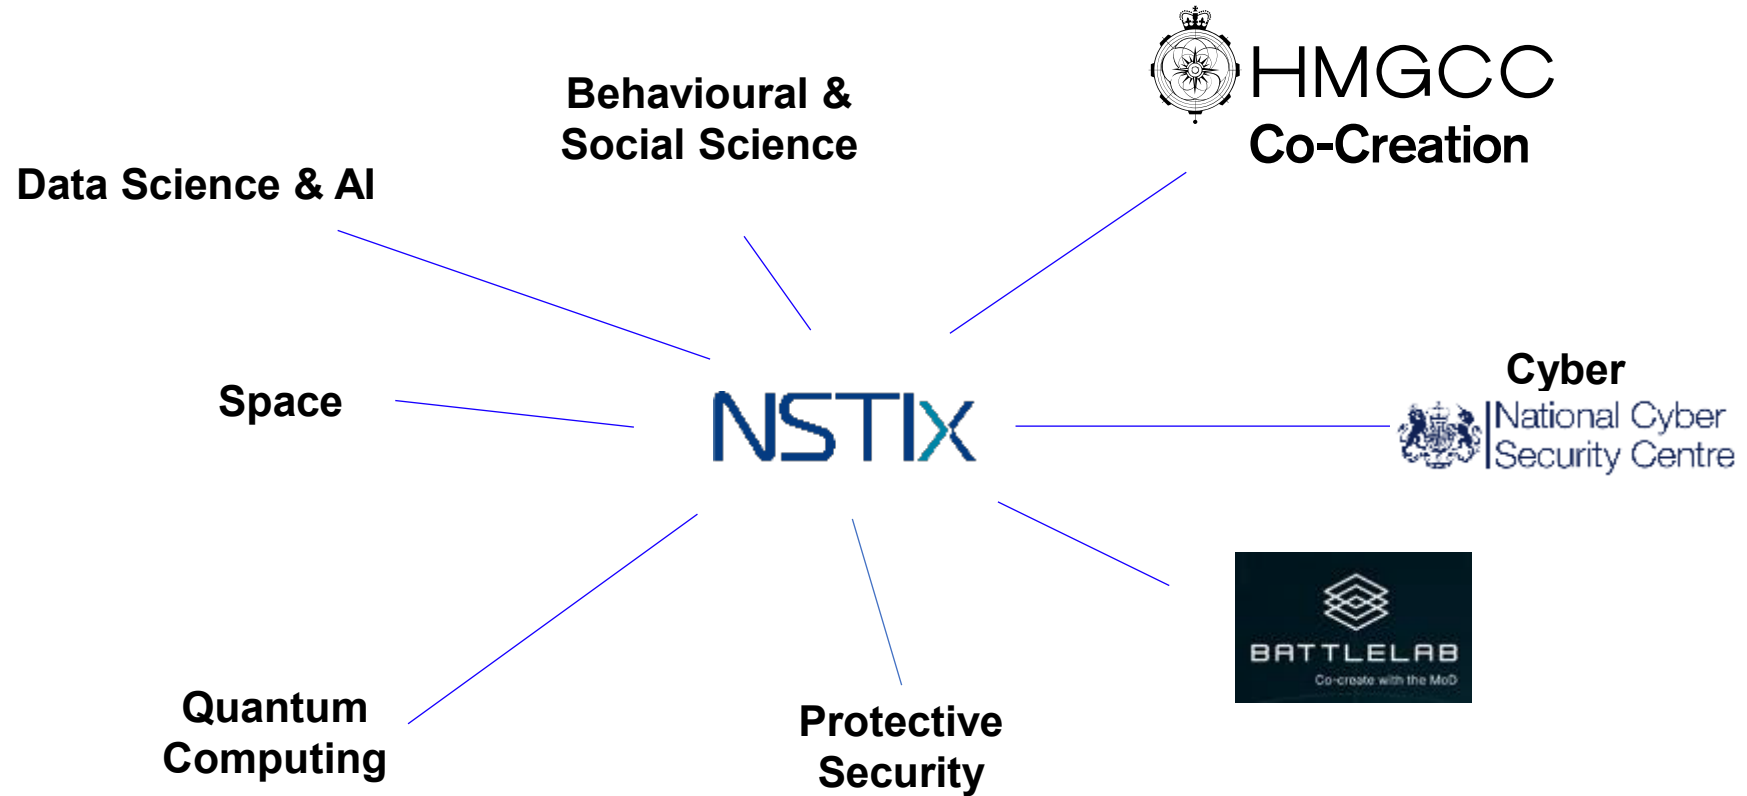 HMGCC
Co-Creation
Behavioural &
Social Science
Data Science & AI
Space
NSTIX
Cyber
National Cyber
Security Centre
BATTLELAB
Co-create with the MoD
Quantum
Computing
Protective
Security